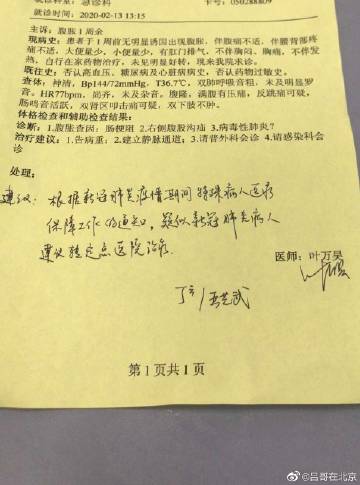 就诊科室：急诊科
卡号：050288809
就诊时间：2020-02-13 13:15
主诉：腹胀 1 周余
现病史：患者于 1 周前无明显诱因出现腹胀，伴腹痛不适，伴腰背部疼
痛不适，大便量少，小便量少，有肛门排气，不伴胸闷、胸痛，不伴发
热，自行在家药物治疗，未见明显好转，现来我院求诊。
既往史：否认高血压、糖尿病及心脏病病史，否认药物过敏史。
查体：神清，Bp144/72mmHg，T36.7℃，双肺呼吸音粗，未及明显罗
音。HR77bpm，尚齐，未及杂音。腹隆，满腹有压痛，反跳痛可疑，
肠鸣音活跃，双肾区叩击痛可疑，双下肢不肿。
体格检查和辅助检查结果：
诊断：1.腹胀查因：肠梗阻 2.右侧腹股沟疝 3.病毒性肺炎？
治疗建议：1.告病重；2.建立静脉通道；3.请普外科会诊 4.请感染科会
诊
处理：
建议：根据新冠肺炎疫情期间特殊病人医疗
保障工作的通知，疑似新冠肺炎病人
建议转定点医院治疗
医师：叶万昊
第 1 页共 1 页
@吕哥在北京